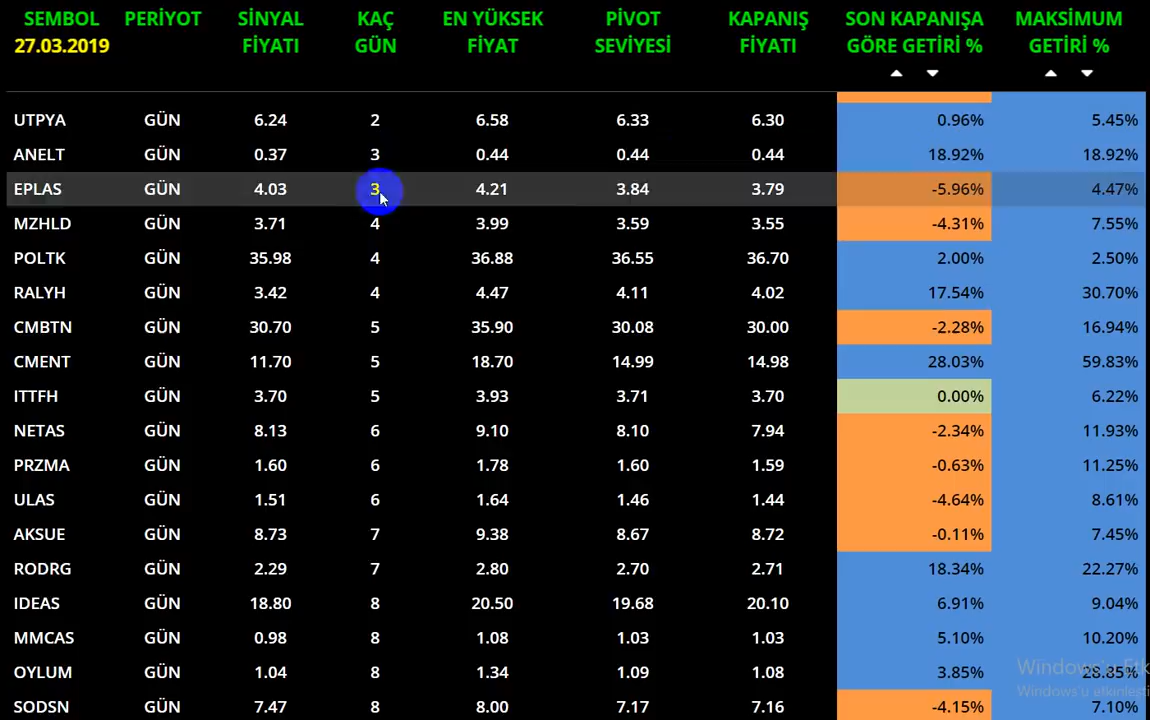 SEMBOL PERİYOT SİNYAL KAÇ EN YÜKSEK PİVOT KAPANIŞ SON KAPANIŞA MAKSİMUM
27.03.2019 FİYATI GÜN FİYAT SEVİYESİ FİYATI GÖRE GETİRİ % GETİRİ %
UTPYA GÜN 6.24 2 6.58 6.33 6.30 0.96% 5.45%
ANELT GÜN 0.37 3 0.44 0.44 0.44 18.92% 18.92%
EPLAS GÜN 4.03 3 4.21 3.84 3.79 -5.96% 4.47%
MZHLD GÜN 3.71 4 3.99 3.59 3.55 -4.31% 7.55%
POLTK GÜN 35.98 4 36.88 36.55 36.70 2.00% 2.50%
RALYH GÜN 3.42 4 4.47 4.11 4.02 17.54% 30.70%
CMBTN GÜN 30.70 5 35.90 30.08 30.00 -2.28% 16.94%
CMENT GÜN 11.70 5 18.70 14.99 14.98 28.03% 59.83%
ITTFH GÜN 3.70 5 3.93 3.71 3.70 0.00% 6.22%
NETAS GÜN 8.13 6 9.10 8.10 7.94 -2.34% 11.93%
PRZMA GÜN 1.60 6 1.78 1.60 1.59 -0.63% 11.25%
ULAS GÜN 1.51 6 1.64 1.46 1.44 -4.64% 8.61%
AKSUE GÜN 8.73 7 9.38 8.67 8.72 -0.11% 7.45%
RODRG GÜN 2.29 7 2.80 2.70 2.71 18.34% 22.27%
IDEAS GÜN 18.80 8 20.50 19.68 20.10 6.91% 9.04%
MMCAS GÜN 0.98 8 1.08 1.03 1.03 5.10% 10.20%
OYLUM GÜN 1.04 8 1.34 1.09 1.08 3.85% 28.85%
Windows'u Etk
Windows'u etkinleşti
SODSN GÜN 7.47 8 8.00 7.17 7.16 -4.15% 7.10%